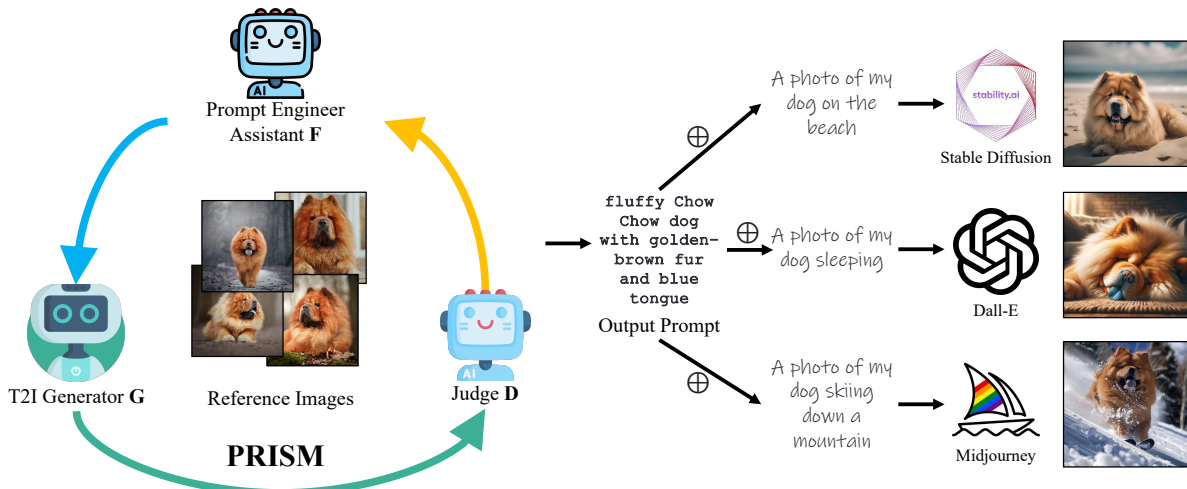 AI
Prompt Engineer
Assistant F
T2I Generator G
Reference Images
AI
Judge D
PRISM
fluffy Chow
Chow dog
with golden-
brown fur
and blue
tongue
Output Prompt
A photo of my
dog on the
beach
stability.ai
Stable Diffusion
A photo of my
dog sleeping
Dall-E
A photo of my
dog skiing
down a
mountain
Midjourney